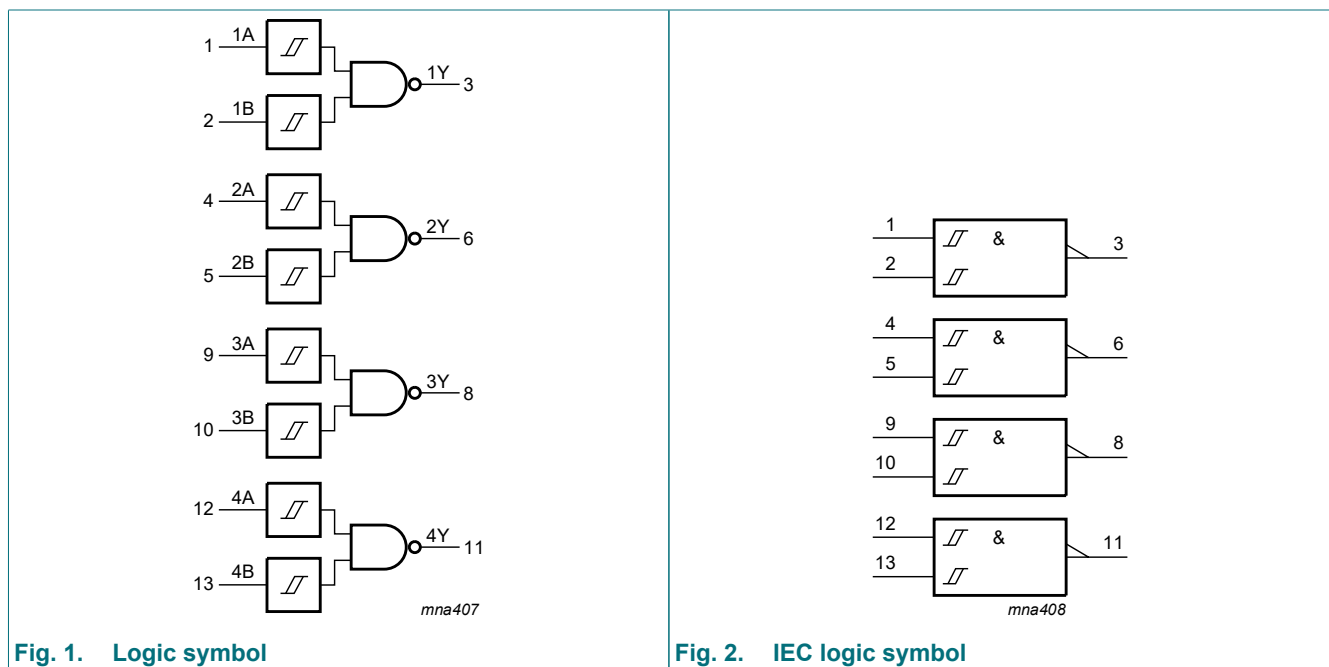 1 1A
1Y 3
2 1B
4 2A
2Y 6
5 2B
9 3A
3Y 8
10 3B
12 4A
4Y 11
13 4B
mna407
Fig. 1. Logic symbol
1 &
3
2
4 &
6
5
9 &
8
10
12 &
11
13
mna408
Fig. 2. IEC logic symbol